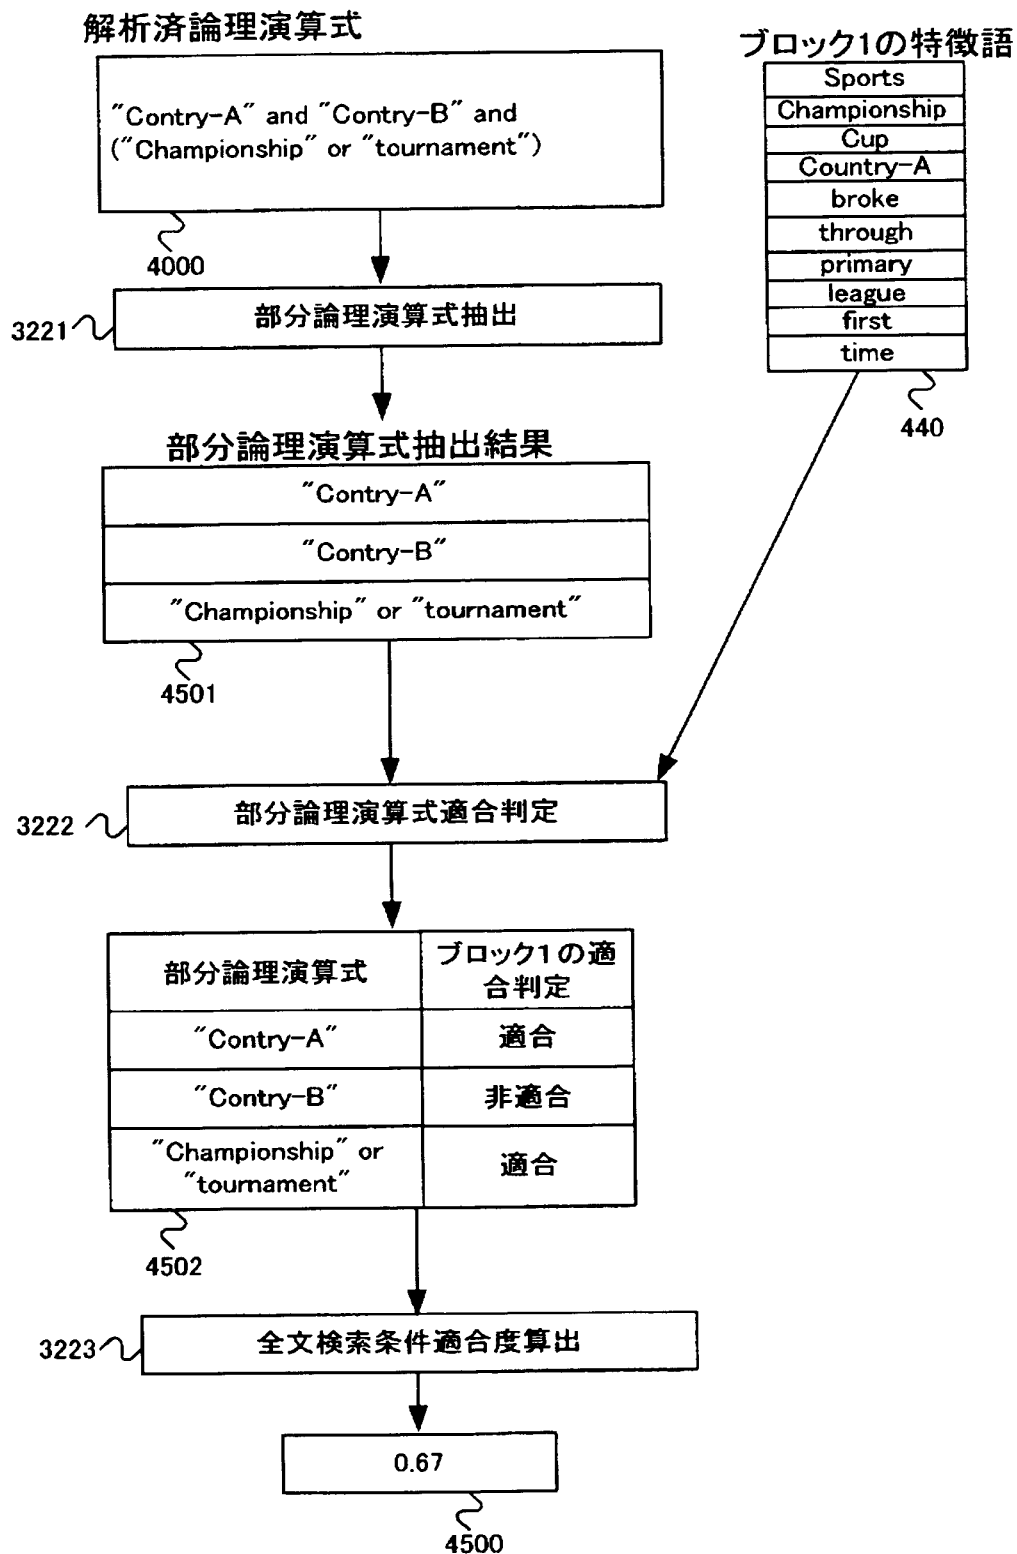 解析済論理演算式
"Contry-A" and "Contry-B" and
("Championship" or "tournament")
4000
ブロック1の特徴語
Sports
Championship
Cup
Country-A
broke
through
primary
league
first
time
440
3221
部分論理演算式抽出
部分論理演算式抽出結果
"Contry-A"
"Contry-B"
"Championship" or "tournament"
4501
3222
部分論理演算式適合判定
部分論理演算式
ブロック1の適
合判定
"Contry-A"
適合
"Contry-B"
非適合
"Championship" or
"tournament"
適合
4502
3223
全文検索条件適合度算出
0.67
4500